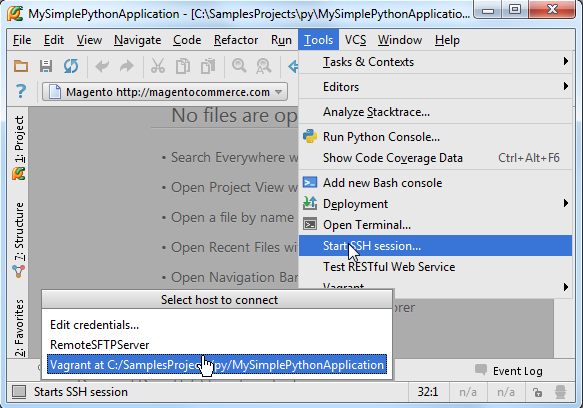 MySimplePythonApplication - [C:\SamplesProjects\py\MySimplePythonApplication...
File Edit View Navigate Code Refactor Run Tools VCS Window Help
Magento http://magentocommerce.com
Tasks & Contexts
Editors
Analyze Stacktrace...
Run Python Console...
Show Code Coverage Data Ctrl+Alt+F6
Add new Bash console
Deployment
Open Terminal...
Start SSH session...
Test RESTful Web Service
Vagrant
1: Project
7: Structure
2: Favorites
No files are op
• Search Everywhere w
• Open Project View w
• Open a file by name
• Open Recent Files wi
• Open Navigation Bar
orer
Select host to connect
Edit credentials...
RemoteSFTPServer
Vagrant at C:/SamplesProjects/py/MySimplePythonApplication
Event Log
Starts SSH session 32:1 n/a n/a